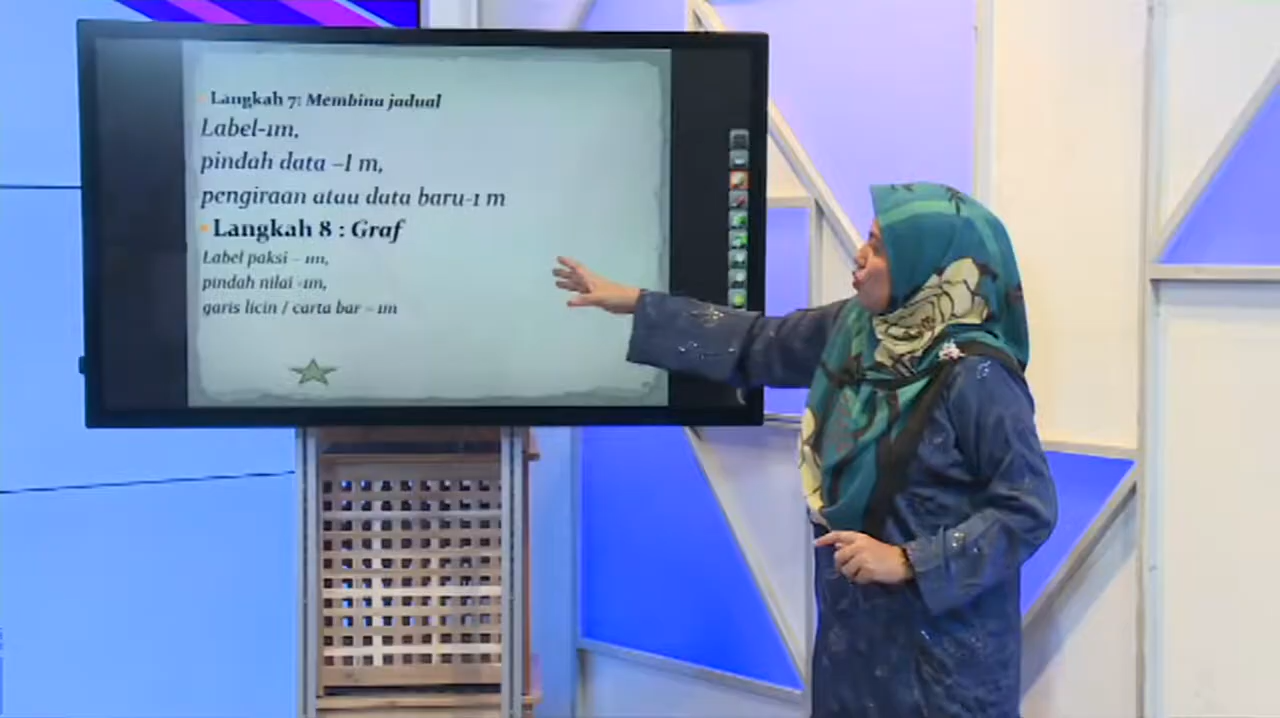 Langkah 7: Membina jadual
Label-1m,
pindah data –1 m,
pengiraan atau data baru-1 m
Langkah 8 : Graf
Label paksi – 1m,
pindah nilai -1m,
garis licin / carta bar – 1m